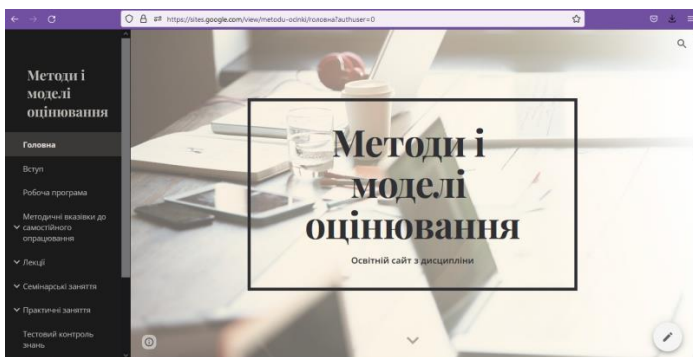 https://sites.google.com/view/metodu-ocinki/головна?authuser=0
Методи і
моделі
оцінювання
Головна
Вступ
Робоча програма
Методичні вказівки до
самостійного
опрацювання
Лекції
Семінарські заняття
Практичні заняття
Тестовий контроль
знань
Методи і
моделі
оцінювання
Освітній сайт з дисципліни